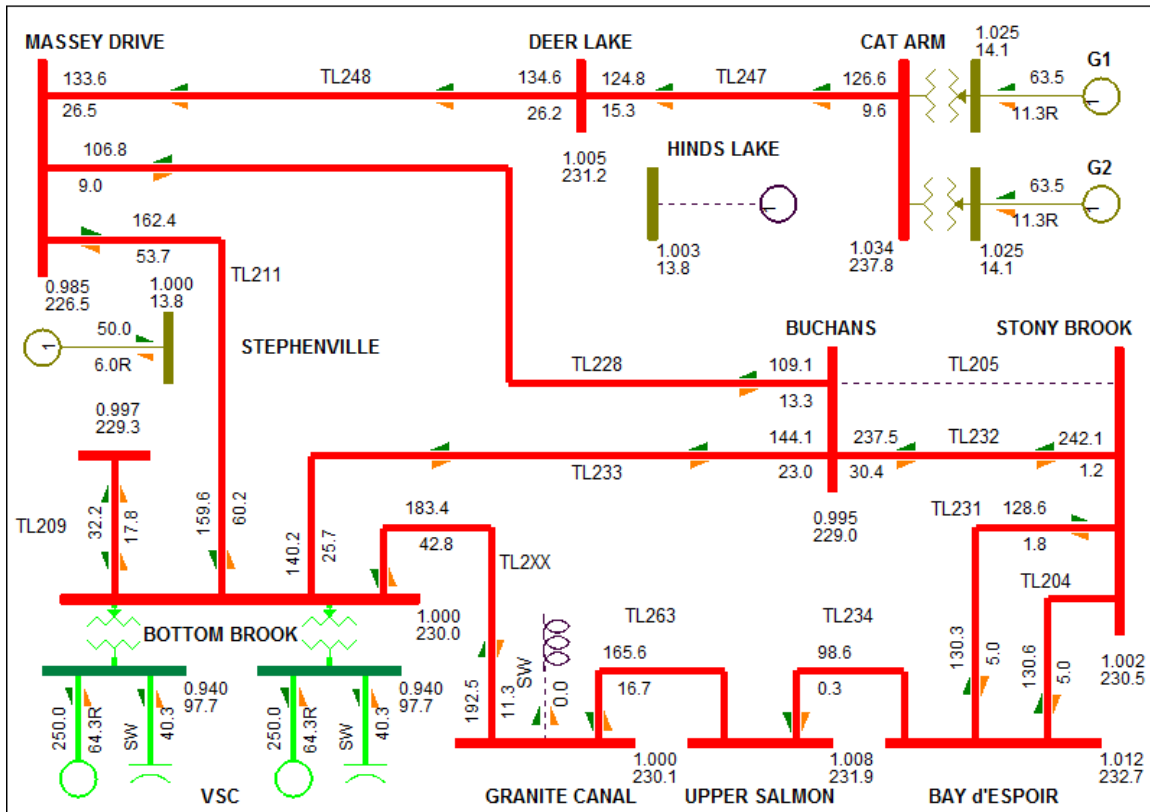 MASSEY DRIVE
DEER LAKE
CAT ARM
1.025
14.1
63.5
G1
11.3R
133.6
TL248
134.6
124.8
TL247
126.6
26.5
26.2
15.3
9.6
106.8
9.0
1.005
231.2
HINDS LAKE
63.5
G2
11.3R
162.4
53.7
1.003
13.8
1.034
237.8
1.025
14.1
0.985
226.5
1.000
13.8
TL211
50.0
1
6.0R
STEPHENVILLE
BUCHANS
STONY BROOK
TL228
109.1
TL205
13.3
0.997
229.3
144.1
237.5
TL232
242.1
TL233
23.0
30.4
1.2
TL209
32.2
17.8
159.6
60.2
140.2
25.7
183.4
42.8
TL2XX
0.995
229.0
TL231
128.6
1.8
TL204
1.000
230.0
BOTTOM BROOK
TL263
TL234
165.6
16.7
98.6
0.3
130.3
5.0
130.6
5.0
1.002
230.5
0.940
97.7
0.940
97.7
192.5
11.3
SW
0.0
250.0
64.3R
SW
40.3
250.0
64.3R
SW
40.3
1.000
230.1
1.008
231.9
1.012
232.7
VSC
GRANITE CANAL
UPPER SALMON
BAY d'ESPOIR